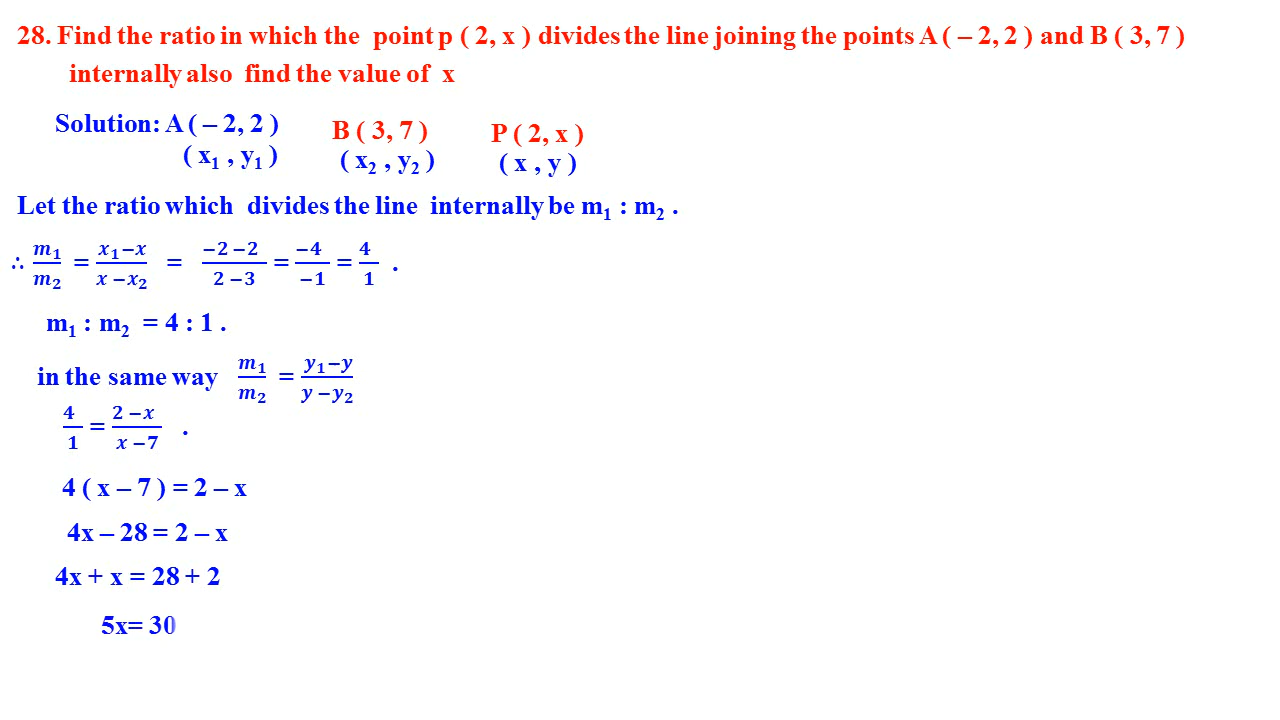 28. Find the ratio in which the point p ( 2, x ) divides the line joining the points A ( – 2, 2 ) and B ( 3, 7 )
internally also find the value of x
Solution: A ( – 2, 2 ) B ( 3, 7 ) P ( 2, x )
( x₁ , y₁ ) ( x₂ , y₂ ) ( x , y )
Let the ratio which divides the line internally be m₁ : m₂ .
∴ m₁/m₂ = (x₁ – x)/(x – x₂) = (–2 – 2)/(2 – 3) = –4/–1 = 4/1 .
m₁ : m₂ = 4 : 1 .
in the same way m₁/m₂ = (y₁ – y)/(y – y₂)
4/1 = (2 – x)/(x – 7) .
4 ( x – 7 ) = 2 – x
4x – 28 = 2 – x
4x + x = 28 + 2
5x= 30